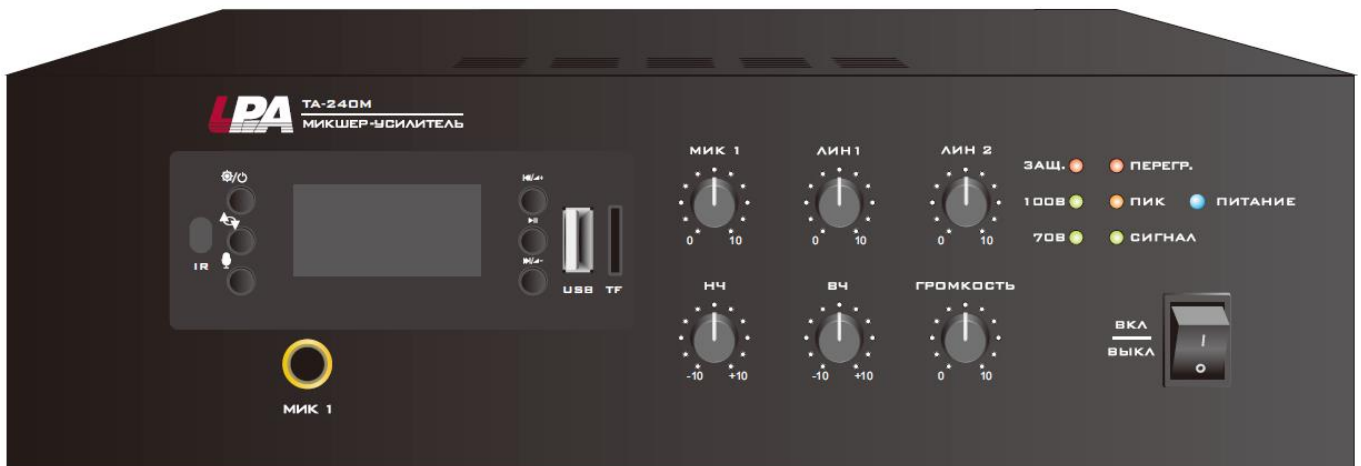 LPA TA-240М
МИКШЕР-УСИЛИТЕЛЬ
IR
USB TF
МИК 1
МИК 1
0 10
ЛИН1
0 10
ЛИН 2
0 10
НЧ
-10 +10
ВЧ
-10 +10
ГРОМКОСТЬ
0 10
ЗАЩ. ПЕРЕГР.
100В ПИК ПИТАНИЕ
70В СИГНАЛ
ВКЛ
ВЫКЛ
I
O